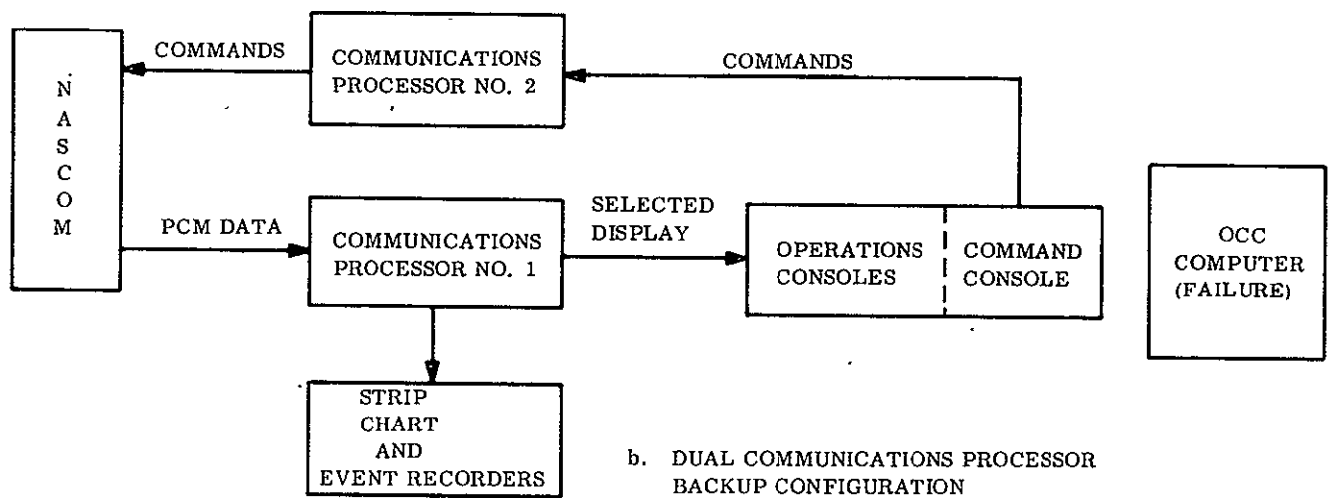 NASCOM
COMMANDS
COMMUNICATIONS
PROCESSOR NO. 2
COMMANDS
PCM DATA
COMMUNICATIONS
PROCESSOR NO. 1
SELECTED
DISPLAY
OPERATIONS
CONSOLES
COMMAND
CONSOLE
OCC
COMPUTER
(FAILURE)
STRIP
CHART
AND
EVENT RECORDERS
b. DUAL COMMUNICATIONS PROCESSOR
BACKUP CONFIGURATION